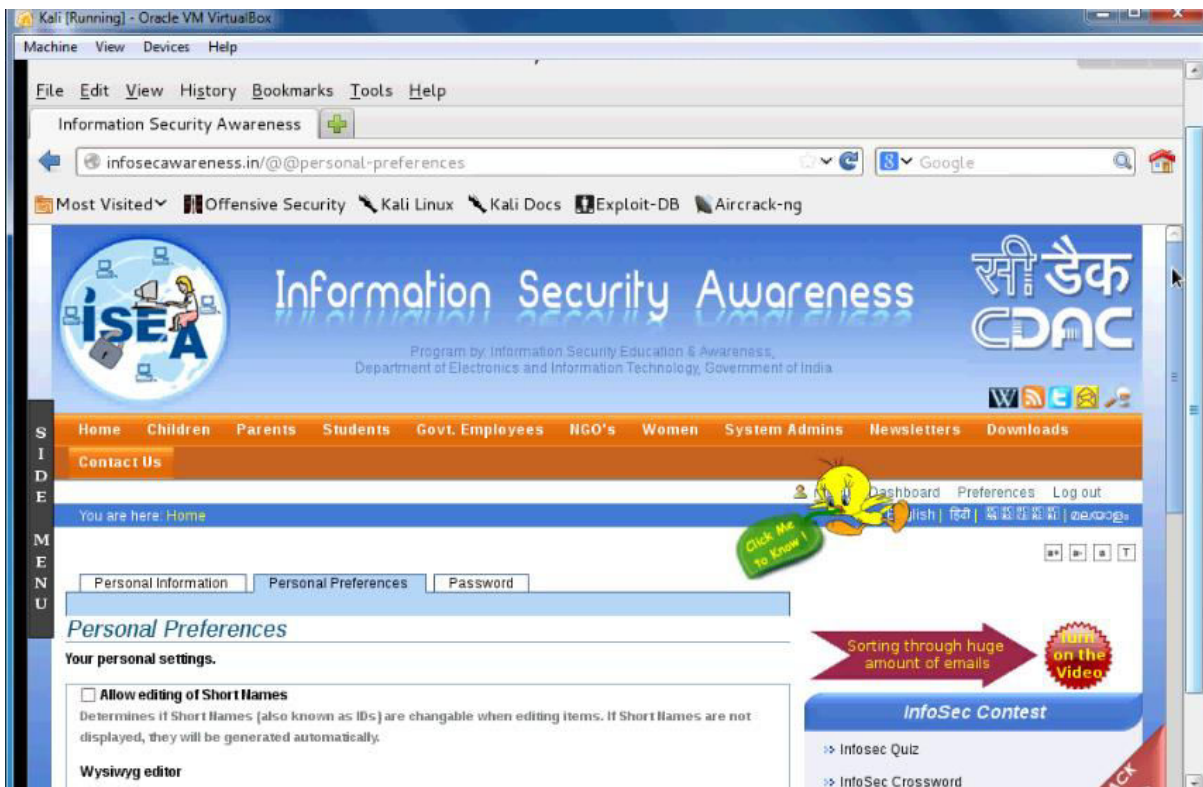 Kali [Running] - Oracle VM VirtualBox
Machine View Devices Help
File Edit View History Bookmarks Tools Help
Information Security Awareness
infosecawareness.in/@@personal-preferences
Google
Most Visited Offensive Security Kali Linux Kali Docs Exploit-DB Aircrack-ng
ISEA
Information Security Awareness
सी डैक
CDAC
Program by: Information Security Education & Awareness,
Department of Electronics and Information Technology, Government of India
W
SIDE MENU
Home Children Parents Students Govt. Employees NGO's Women System Admins Newsletters Downloads
Contact Us
Dashboard Preferences Log out
You are here: Home
lish | हिंदी | മലയാളം
Click Me
to Know !
a+ a- a T
Personal Information Personal Preferences Password
Personal Preferences
Your personal settings.
Sorting through huge
amount of emails
Turn
on the
Video
Allow editing of Short Names
Determines if Short Names (also known as IDs) are changable when editing items. If Short Names are not
displayed, they will be generated automatically.
Wysiwyg editor
InfoSec Contest
Infosec Quiz
InfoSec Crossword
ACK